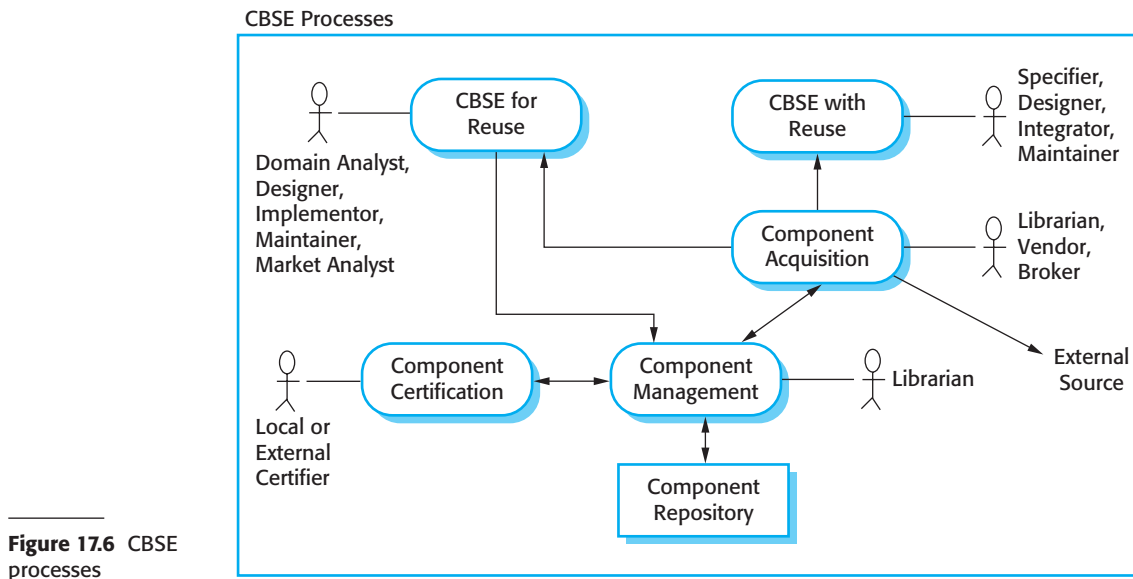 CBSE Processes
CBSE for
Reuse
CBSE with
Reuse
Specifier,
Designer,
Integrator,
Maintainer
Domain Analyst,
Designer,
Implementor,
Maintainer,
Market Analyst
Component
Acquisition
Librarian,
Vendor,
Broker
Component
Certification
Component
Management
Librarian
External
Source
Local or
External
Certifier
Component
Repository
Figure 17.6 CBSE
processes